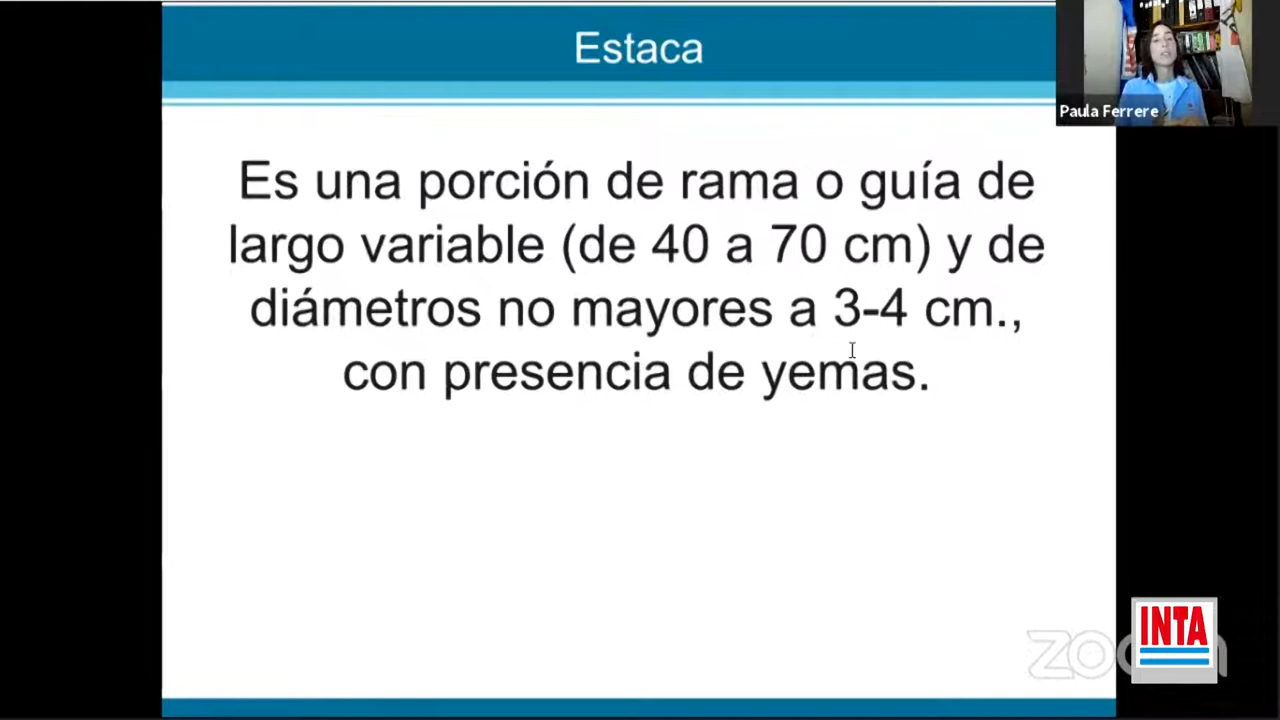 Estaca
Paula Ferrere
Es una porción de rama o guía de
largo variable (de 40 a 70 cm) y de
diámetros no mayores a 3-4 cm.,
con presencia de yemas.
zoom
INTA